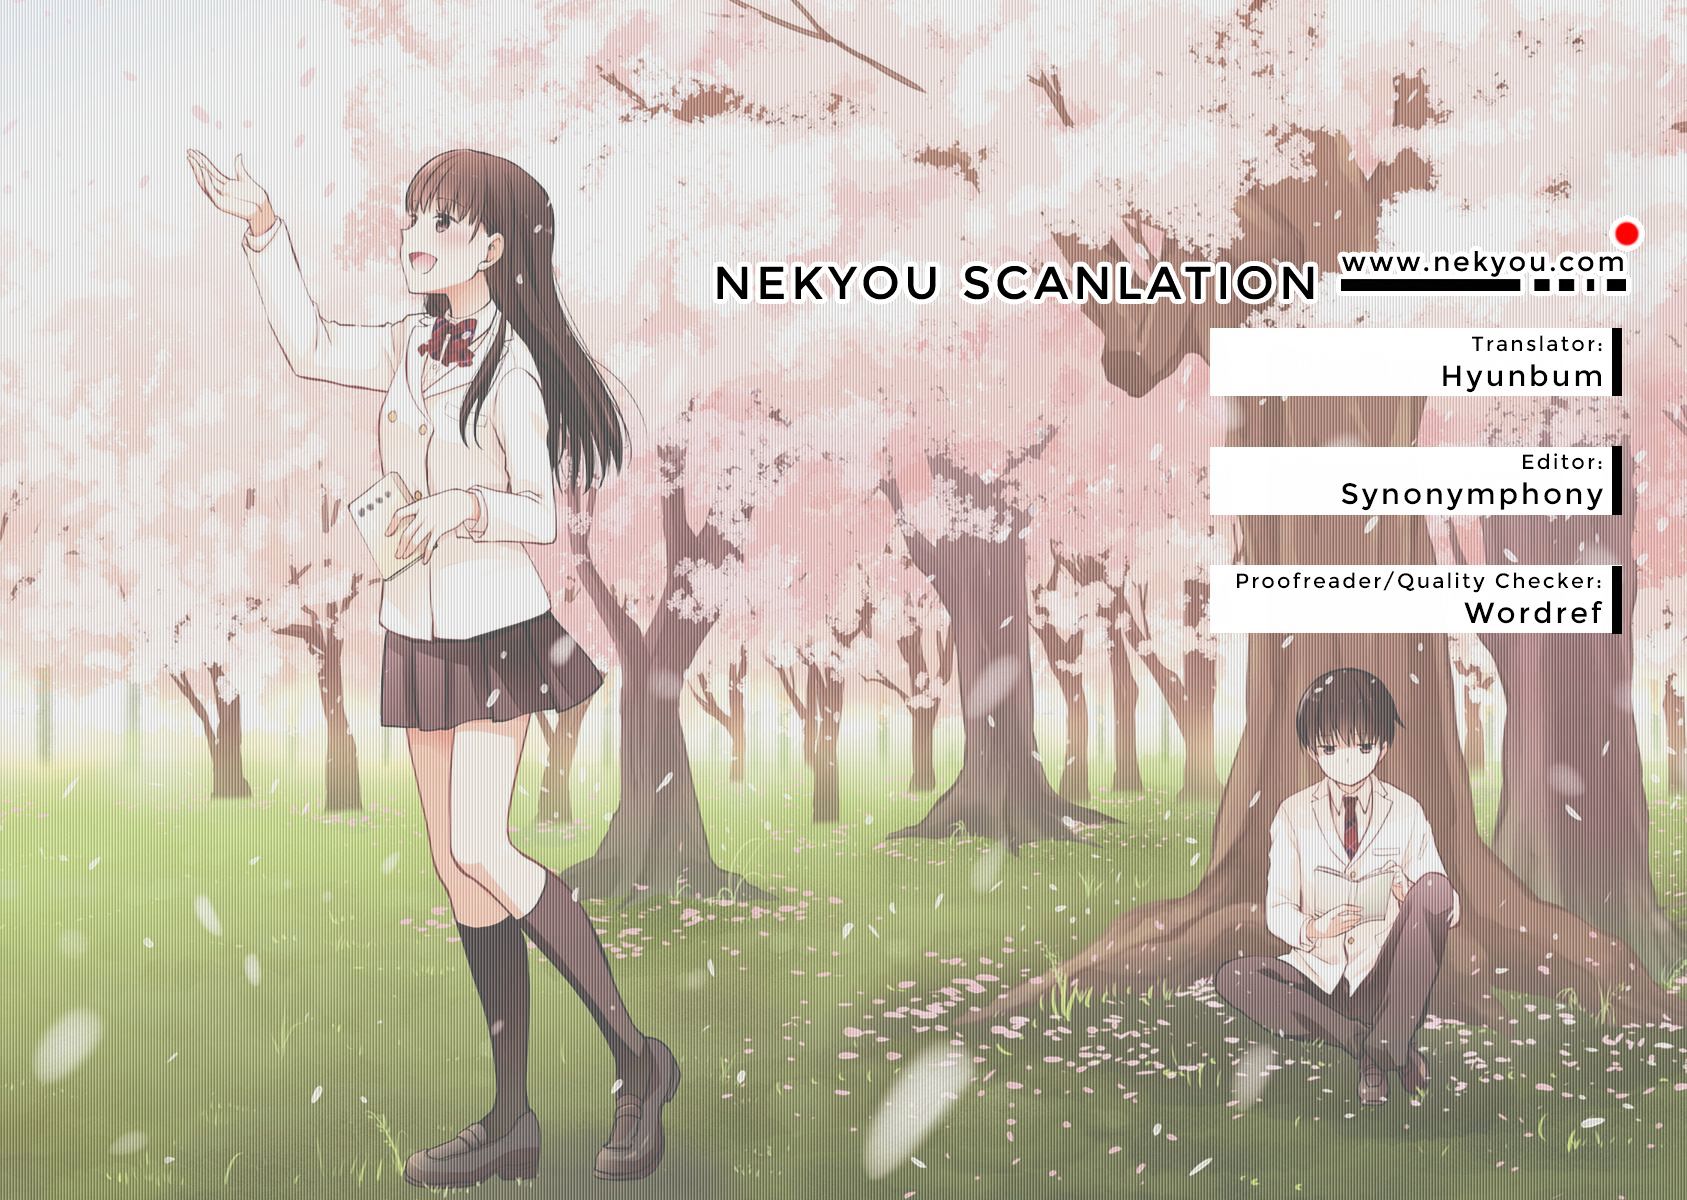 NEKYOU SCANLATION
www.nekyou.com
Translator:
Hyunbum
Editor:
Synonymphony
Proofreader/Quality Checker:
Wordref